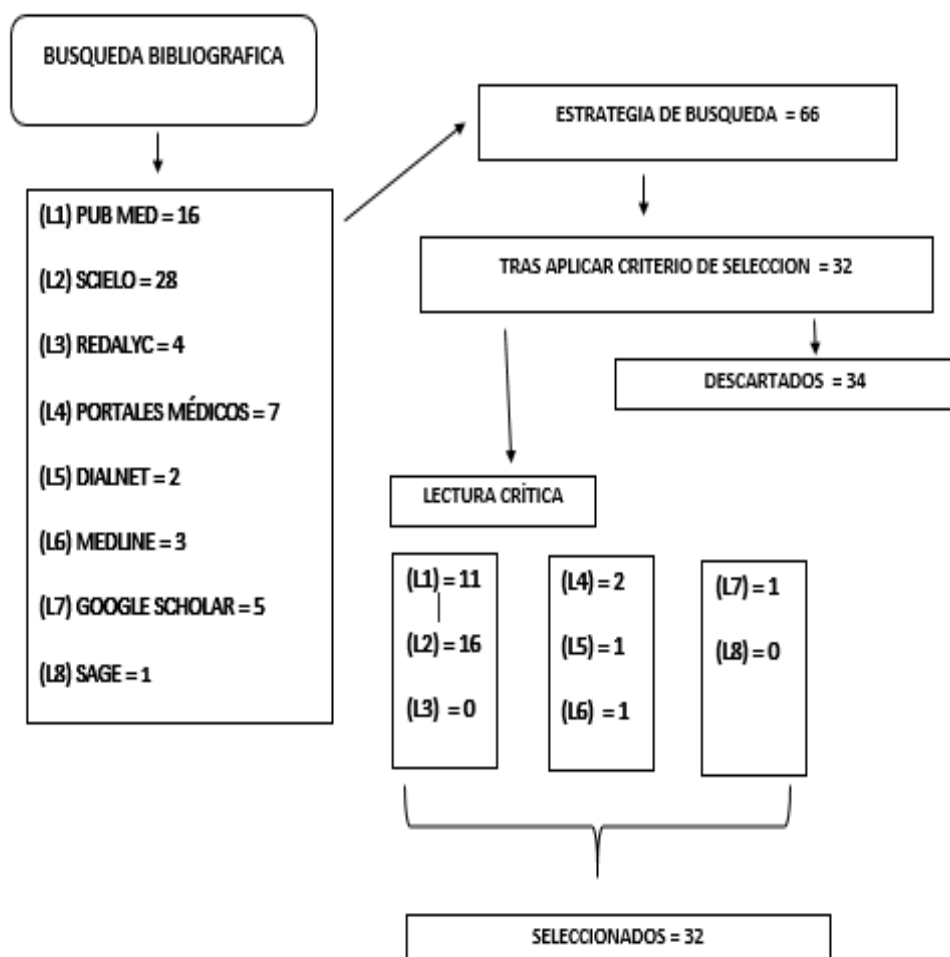 BUSQUEDA BIBLIOGRAFICA
(L1) PUB MED = 16
(L2) SCIELO = 28
(L3) REDALYC = 4
(L4) PORTALES MÉDICOS = 7
(L5) DIALNET = 2
(L6) MEDLINE = 3
(L7) GOOGLE SCHOLAR = 5
(L8) SAGE = 1
ESTRATEGIA DE BUSQUEDA = 66
TRAS APLICAR CRITERIO DE SELECCION = 32
DESCARTADOS = 34
LECTURA CRÍTICA
(L1) = 11
(L2) = 16
(L3) = 0
(L4) = 2
(L5) = 1
(L6) = 1
(L7) = 1
(L8) = 0
SELECCIONADOS = 32